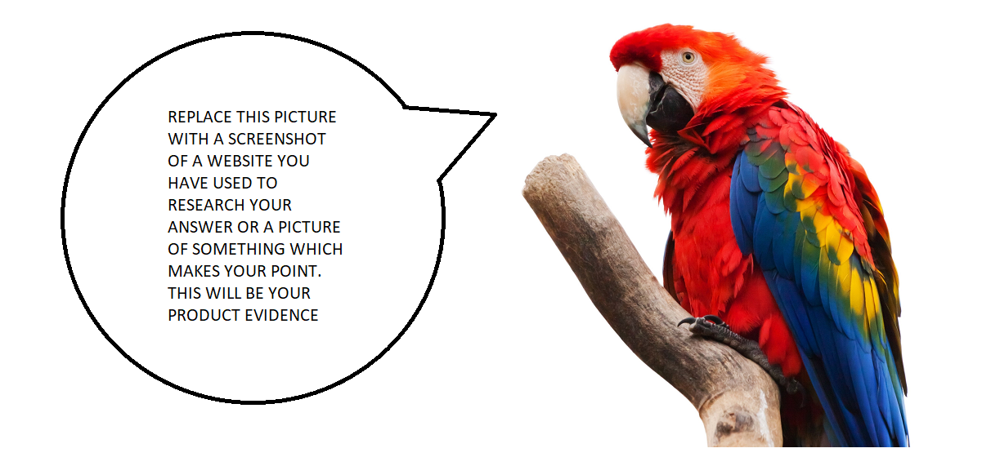 REPLACE THIS PICTURE
WITH A SCREENSHOT
OF A WEBSITE YOU
HAVE USED TO
RESEARCH YOUR
ANSWER OR A PICTURE
OF SOMETHING WHICH
MAKES YOUR POINT.
THIS WILL BE YOUR
PRODUCT EVIDENCE